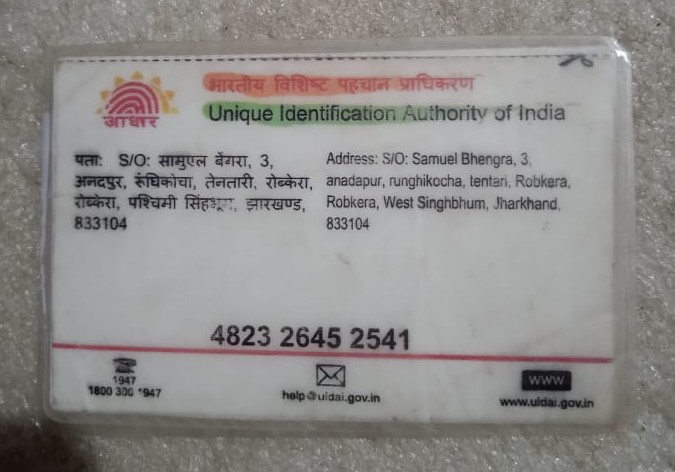 भारतीय विशिष्ट पहचान प्राधिकरण
Unique Identification Authority of India
आधार
पता: S/O: सामुएल बेंगरा, 3,
अनदपुर, रूंघिकोचा, तेनतारी, रोब्केरा,
रोब्केरा, पश्चिमी सिंहभूम, झारखण्ड,
833104
Address: S/O: Samuel Bhengra, 3,
anadapur, runghikocha, tentari, Robkera,
Robkera, West Singhbhum, Jharkhand,
833104
4823 2645 2541
1947
1800 300 1947
help@uidai.gov.in
www
www.uidai.gov.in